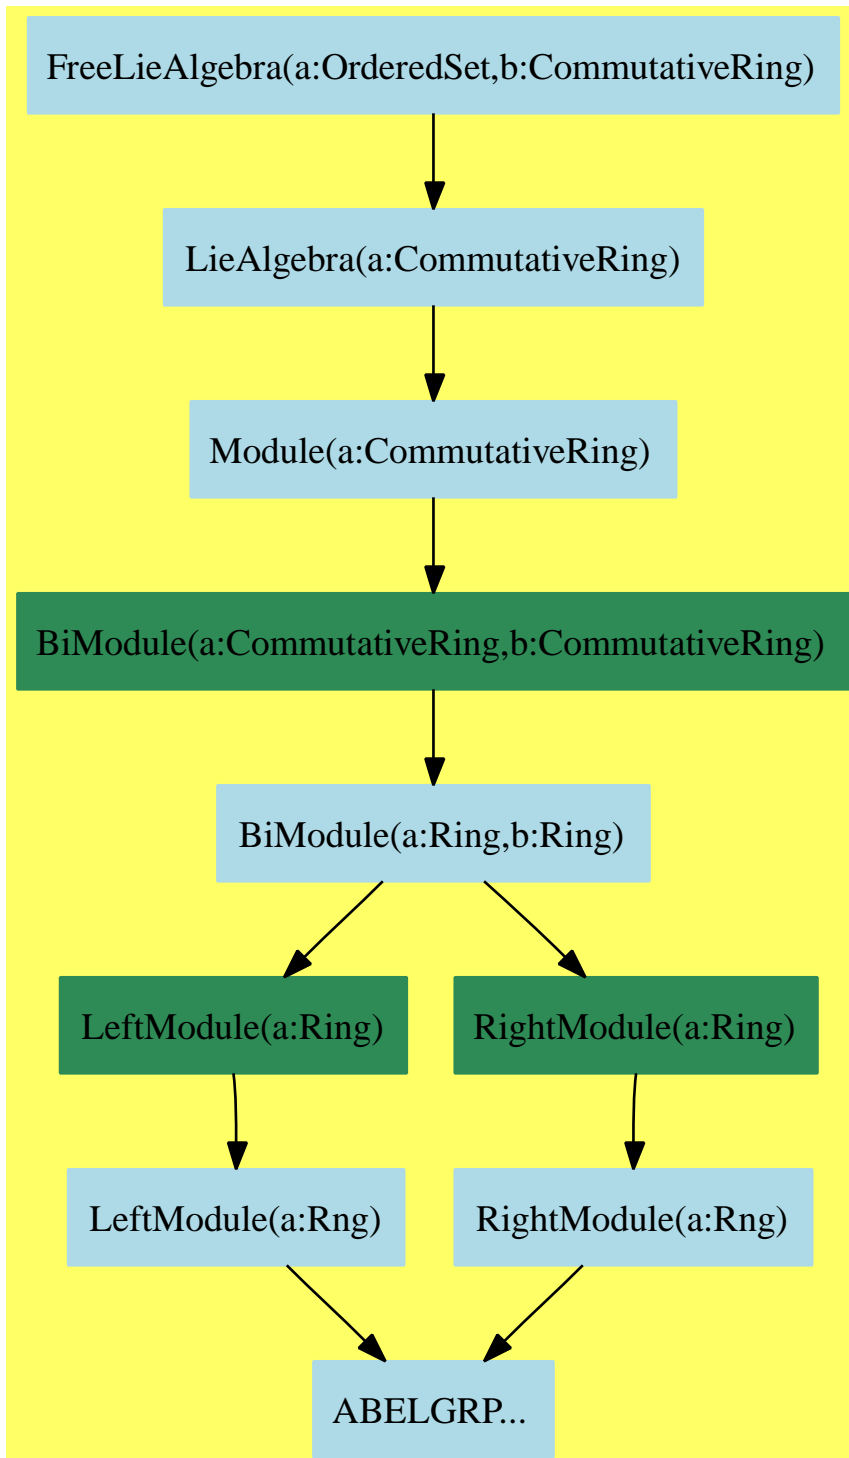 FreeLieAlgebra(a:OrderedSet,b:CommutativeRing)
LieAlgebra(a:CommutativeRing)
Module(a:CommutativeRing)
BiModule(a:CommutativeRing,b:CommutativeRing)
BiModule(a:Ring,b:Ring)
LeftModule(a:Ring)
RightModule(a:Ring)
LeftModule(a:Rng)
RightModule(a:Rng)
ABELGRP...